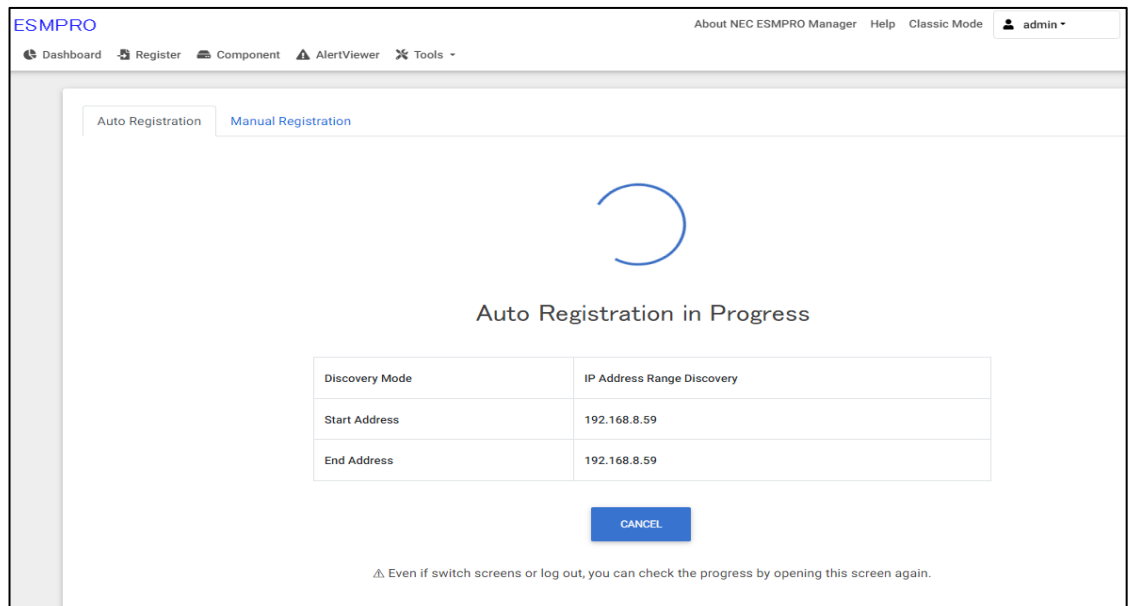 ESMPRO
About NEC ESMPRO Manager Help Classic Mode admin
Dashboard Register Component AlertViewer Tools
Auto Registration Manual Registration
Auto Registration in Progress
Discovery Mode IP Address Range Discovery
Start Address 192.168.8.59
End Address 192.168.8.59
CANCEL
⚠ Even if switch screens or log out, you can check the progress by opening this screen again.